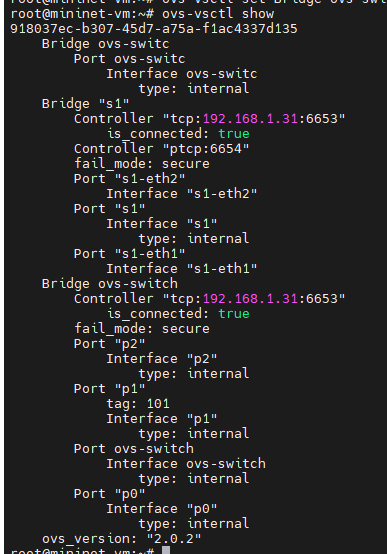 root@mininet-vm:~# ovs-vsctl set Bridge ovs-swi
root@mininet-vm:~# ovs-vsctl show
918037ec-b307-45d7-a75a-f1ac4337d135
    Bridge ovs-switc
        Port ovs-switc
            Interface ovs-switc
                type: internal
    Bridge "s1"
        Controller "tcp:192.168.1.31:6653"
            is_connected: true
        Controller "ptcp:6654"
        fail_mode: secure
        Port "s1-eth2"
            Interface "s1-eth2"
        Port "s1"
            Interface "s1"
                type: internal
        Port "s1-eth1"
            Interface "s1-eth1"
    Bridge ovs-switch
        Controller "tcp:192.168.1.31:6653"
            is_connected: true
        fail_mode: secure
        Port "p2"
            Interface "p2"
                type: internal
        Port "p1"
            tag: 101
            Interface "p1"
                type: internal
        Port ovs-switch
            Interface ovs-switch
                type: internal
        Port "p0"
            Interface "p0"
                type: internal
    ovs_version: "2.0.2"
root@mininet-vm:~#